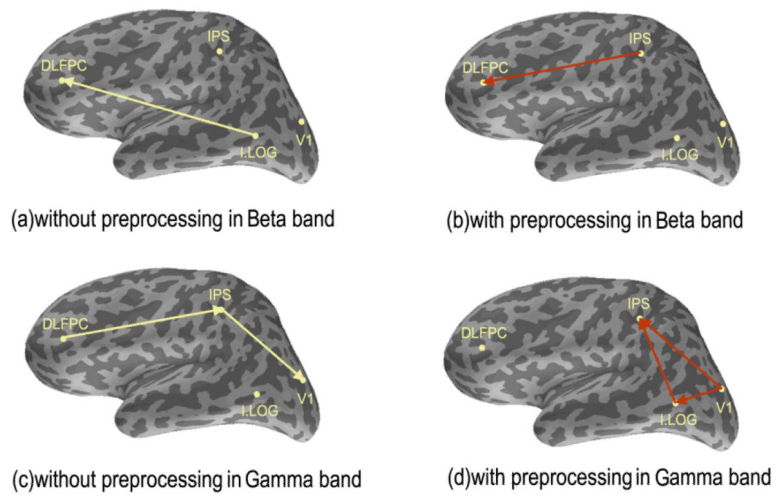 IPS
DLFPC
V1
I.LOG
(a)without preprocessing in Beta band
IPS
DLFPC
V1
I.LOG
(b)with preprocessing in Beta band
IPS
DLFPC
V1
I.LOG
(c)without preprocessing in Gamma band
IPS
DLFPC
V1
I.LOG
(d)with preprocessing in Gamma band